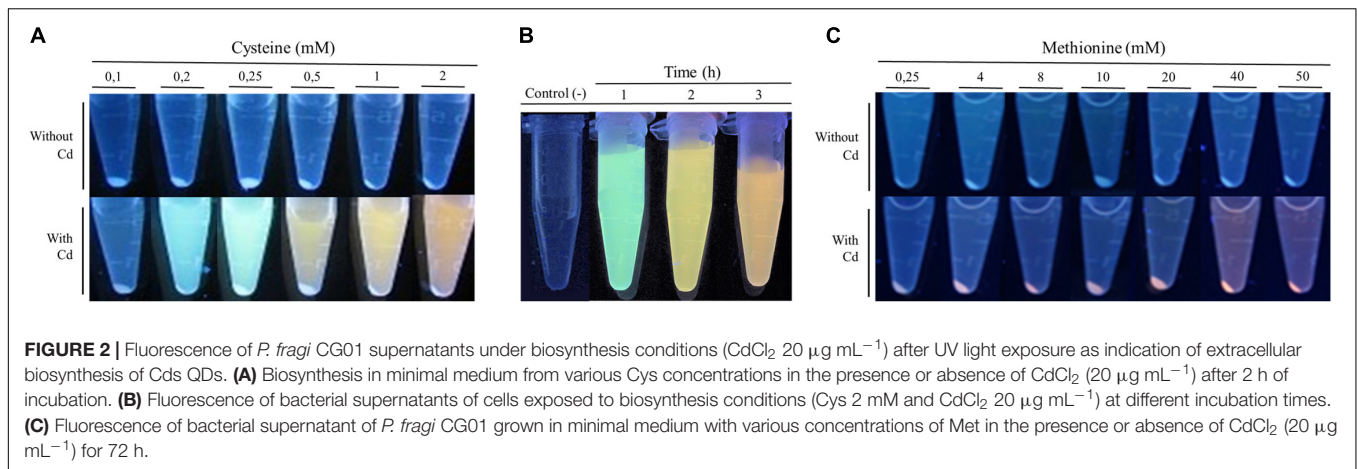 A
Cysteine (mM)
0,1 0,2 0,25 0,5 1 2
Without
Cd
With
Cd
B
Time (h)
Control (-) 1 2 3
C
Methionine (mM)
0,25 4 8 10 20 40 50
Without
Cd
With
Cd
FIGURE 2 | Fluorescence of P. fragi CG01 supernatants under biosynthesis conditions (CdCl₂ 20 μg mL⁻¹) after UV light exposure as indication of extracellular
biosynthesis of Cds QDs. (A) Biosynthesis in minimal medium from various Cys concentrations in the presence or absence of CdCl₂ (20 μg mL⁻¹) after 2 h of
incubation. (B) Fluorescence of bacterial supernatants of cells exposed to biosynthesis conditions (Cys 2 mM and CdCl₂ 20 μg mL⁻¹) at different incubation times.
(C) Fluorescence of bacterial supernatant of P. fragi CG01 grown in minimal medium with various concentrations of Met in the presence or absence of CdCl₂ (20 μg
mL⁻¹) for 72 h.